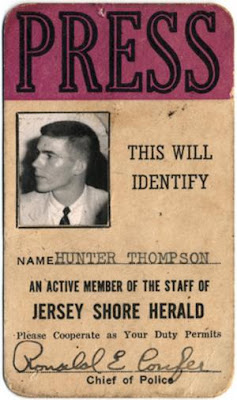 PRESS
THIS WILL
IDENTIFY
NAME HUNTER THOMPSON
AN ACTIVE MEMBER OF THE STAFF OF
JERSEY SHORE HERALD
Please Cooperate as Your Duty Permits
Ronald E
Chief of Police